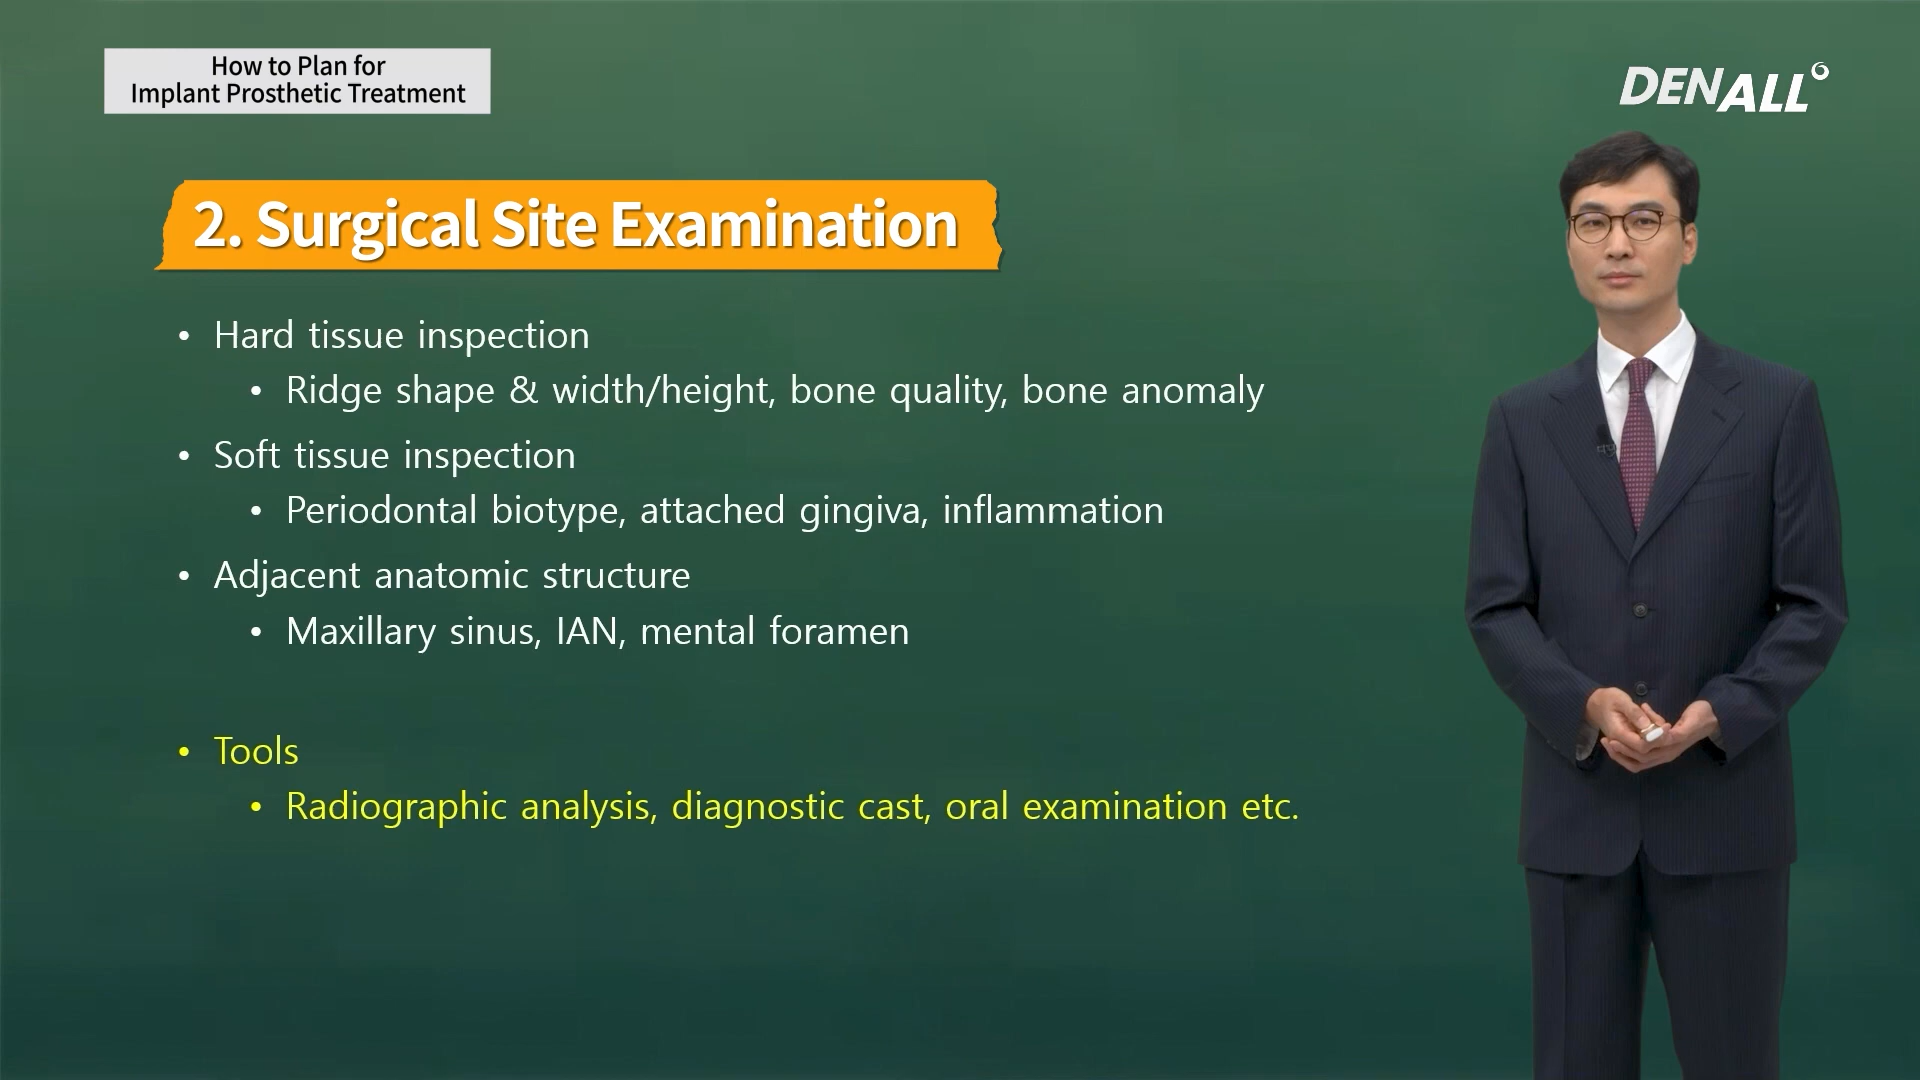 How to Plan for
Implant Prosthetic Treatment
DENALL
2. Surgical Site Examination
• Hard tissue inspection
• Ridge shape & width/height, bone quality, bone anomaly
• Soft tissue inspection
• Periodontal biotype, attached gingiva, inflammation
• Adjacent anatomic structure
• Maxillary sinus, IAN, mental foramen
• Tools
• Radiographic analysis, diagnostic cast, oral examination etc.